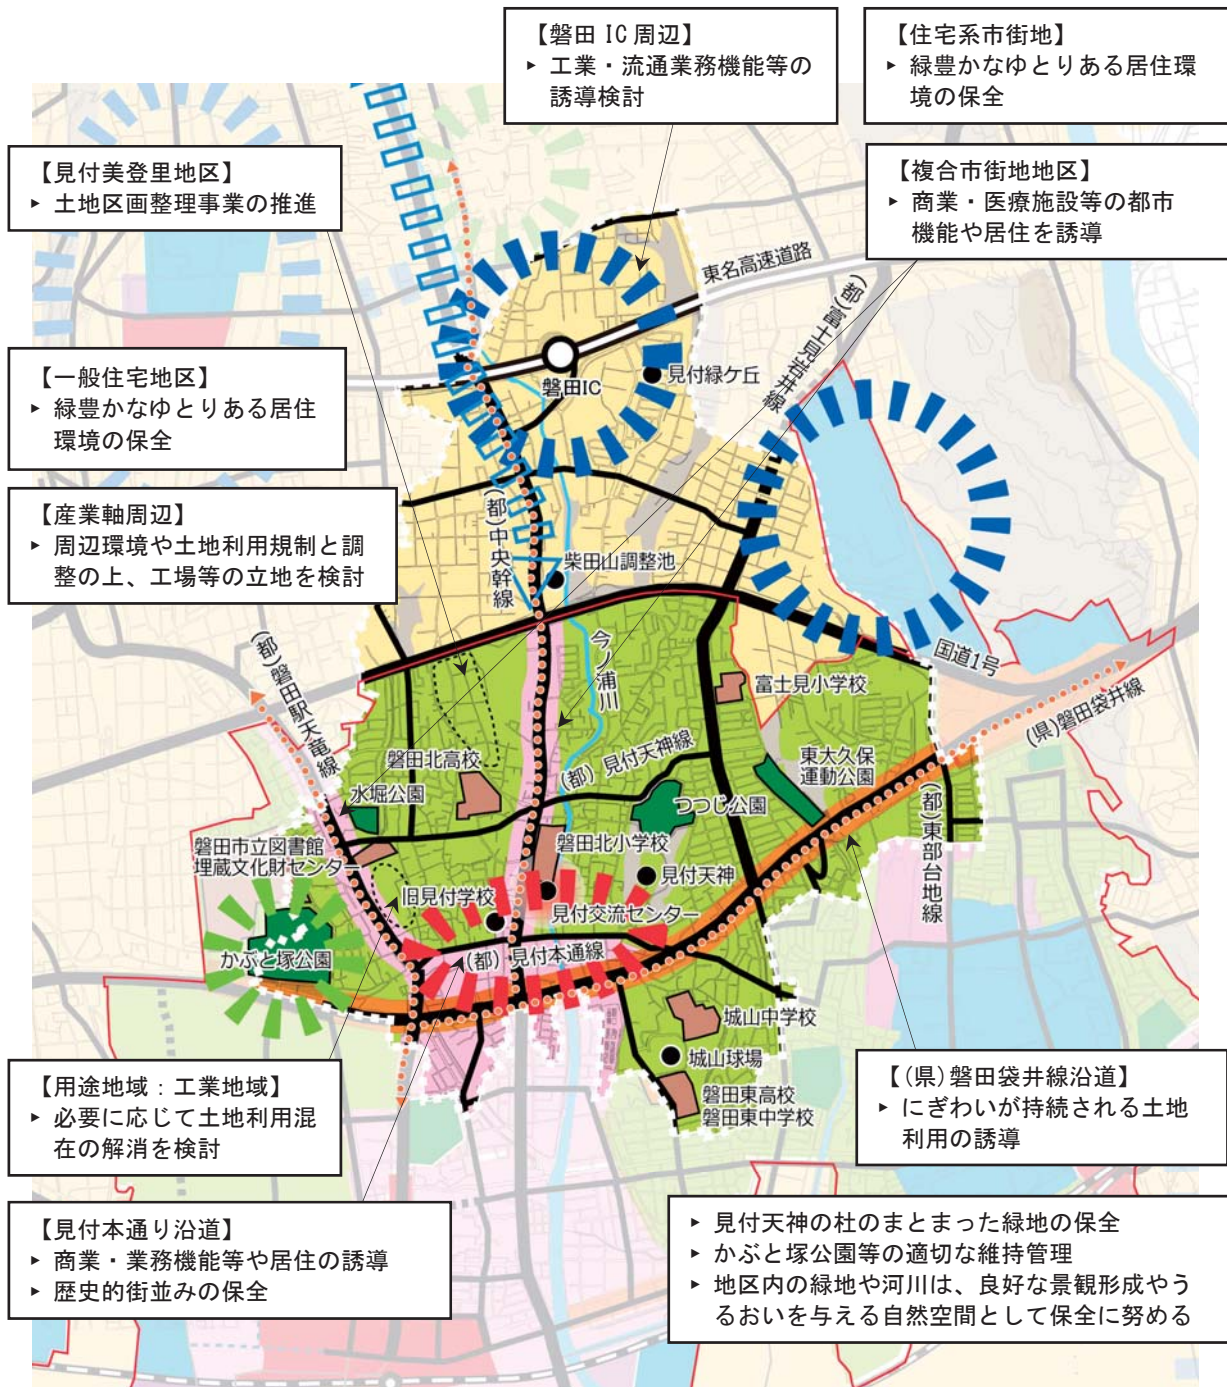 【磐田 IC 周辺】
▶ 工業・流通業務機能等の
誘導検討
【住宅系市街地】
▶ 緑豊かなゆとりある居住環
境の保全
【見付美登里地区】
▶ 土地区画整理事業の推進
【複合市街地地区】
▶ 商業・医療施設等の都市
機能や居住を誘導
【一般住宅地区】
▶ 緑豊かなゆとりある居住
環境の保全
【産業軸周辺】
▶ 周辺環境や土地利用規制と調
整の上、工場等の立地を検討
東名高速道路
(都)富士見岩井線
磐田IC
見付緑ケ丘
(都)中央幹線
柴田山調整池
今ノ浦川
国道1号
(都)磐田駅天竜線
富士見小学校
(県)磐田袋井線
磐田北高校
(都)見付天神線
東大久保
運動公園
水堀公園
つつじ公園
(都)東部台地線
磐田市立図書館
埋蔵文化財センター
磐田北小学校
見付天神
旧見付学校
見付交流センター
かぶと塚公園
(都)見付本通線
城山中学校
城山球場
磐田東高校
磐田東中学校
【用途地域：工業地域】
▶ 必要に応じて土地利用混
在の解消を検討
【(県)磐田袋井線沿道】
▶ にぎわいが持続される土地
利用の誘導
【見付本通り沿道】
▶ 商業・業務機能等や居住の誘導
▶ 歴史的街並みの保全
▶ 見付天神の杜のまとまった緑地の保全
▶ かぶと塚公園等の適切な維持管理
▶ 地区内の緑地や河川は、良好な景観形成やう
るおいを与える自然空間として保全に努める